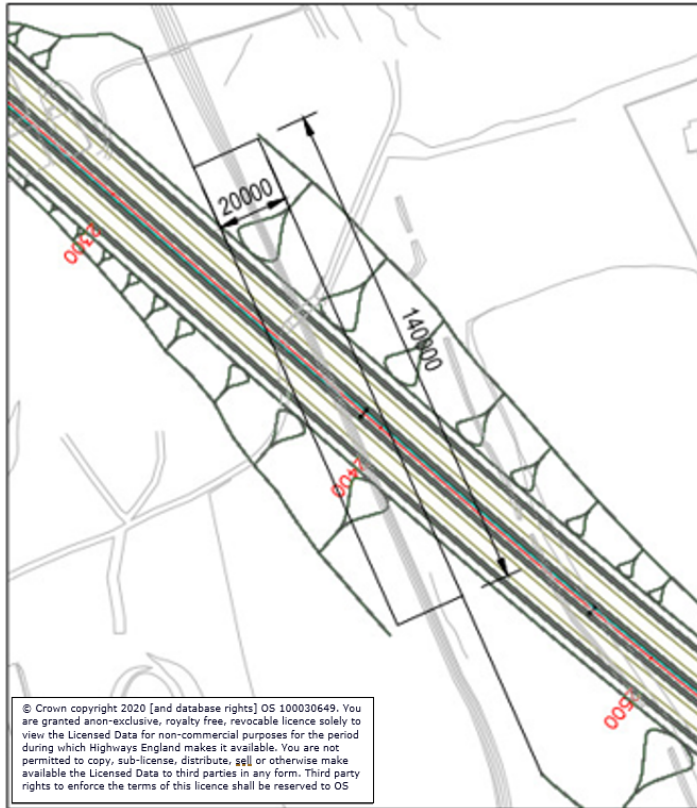 20000
2300
140000
2400
2500
© Crown copyright 2020 [and database rights] OS 100030649. You
are granted anon-exclusive, royalty free, revocable licence solely to
view the Licensed Data for non-commercial purposes for the period
during which Highways England makes it available. You are not
permitted to copy, sub-license, distribute, sell or otherwise make
available the Licensed Data to third parties in any form. Third party
rights to enforce the terms of this licence shall be reserved to OS